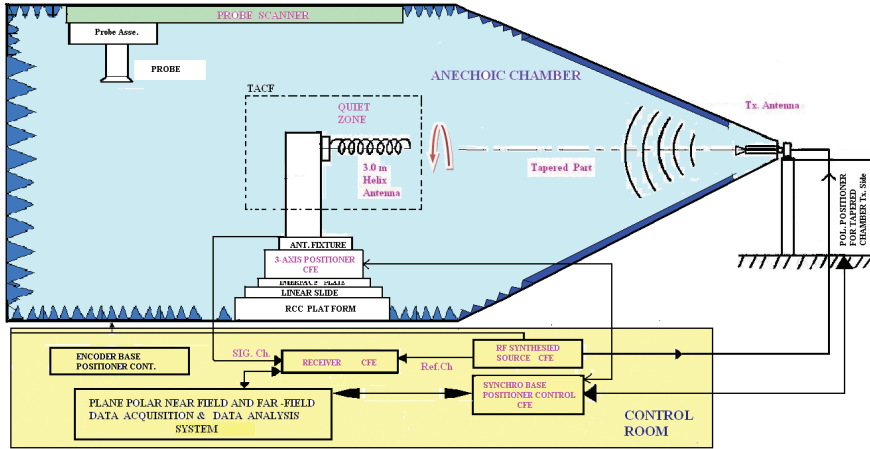 PROBE SCANNER
Probe Asse.
PROBE
ANECHOIC CHAMBER
TACF
QUIET
ZONE
Tx. Antenna
3.0 m
Helix
Antenna
Tapered Part
POL. POSITIONER
FOR TAPERED
CHAMBER Tx. Side
ANT. FIXTURE
3-AXIS POSITIONER
CFE
INTERFACE PLATE
LINEAR SLIDE
RCC PLATFORM
ENCODER BASE
POSITIONER CONT.
SIG. Ch.
RECEIVER CFE
Ref.Ch
RF SYNTHESIED
SOURCE CFE
SYNCHRO BASE
POSITIONER CONTROL
CFE
PLANE POLAR NEAR FIELD AND FAR -FIELD
DATA ACQUISITION & DATA ANALYSIS
SYSTEM
CONTROL
ROOM